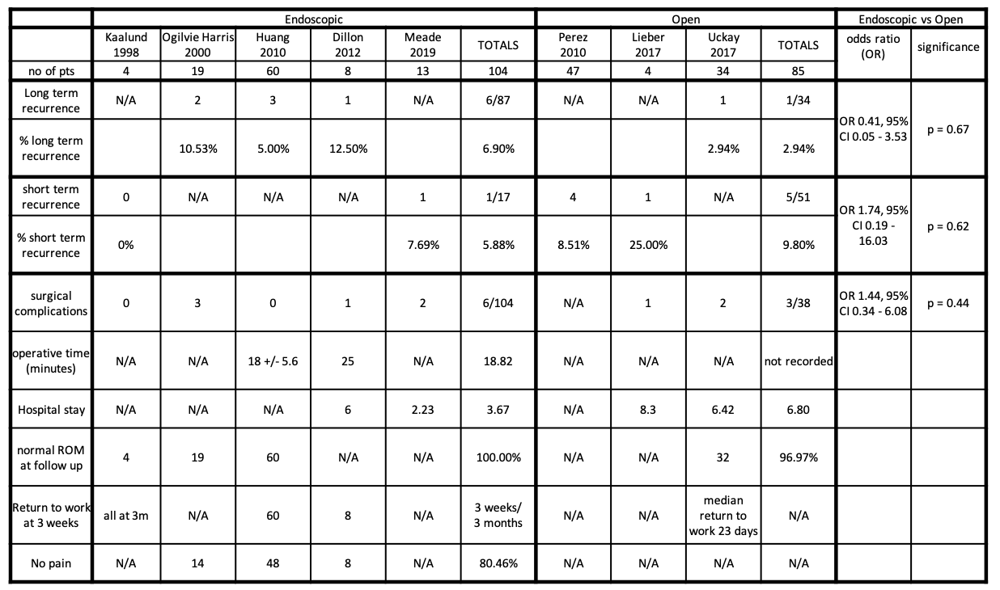 Endoscopic Open Endoscopic vs Open
Kaalund 1998 Ogilvie Harris 2000 Huang 2010 Dillon 2012 Meade 2019 TOTALS Perez 2010 Lieber 2017 Uckay 2017 TOTALS odds ratio (OR) significance
no of pts 4 19 60 8 13 104 47 4 34 85
Long term recurrence N/A 2 3 1 N/A 6/87 N/A N/A 1 1/34 OR 0.41, 95% CI 0.05 - 3.53 p = 0.67
% long term recurrence 10.53% 5.00% 12.50% 6.90% 2.94% 2.94%
short term recurrence 0 N/A N/A N/A 1 1/17 4 1 N/A 5/51 OR 1.74, 95% CI 0.19 - 16.03 p = 0.62
% short term recurrence 0% 7.69% 5.88% 8.51% 25.00% 9.80%
surgical complications 0 3 0 1 2 6/104 N/A 1 2 3/38 OR 1.44, 95% CI 0.34 - 6.08 p = 0.44
operative time (minutes) N/A N/A 18 +/- 5.6 25 N/A 18.82 N/A N/A N/A not recorded
Hospital stay N/A N/A N/A 6 2.23 3.67 N/A 8.3 6.42 6.80
normal ROM at follow up 4 19 60 N/A N/A 100.00% N/A N/A 32 96.97%
Return to work at 3 weeks all at 3m N/A 60 8 N/A 3 weeks/ 3 months N/A N/A median return to work 23 days N/A
No pain N/A 14 48 8 N/A 80.46% N/A N/A N/A N/A